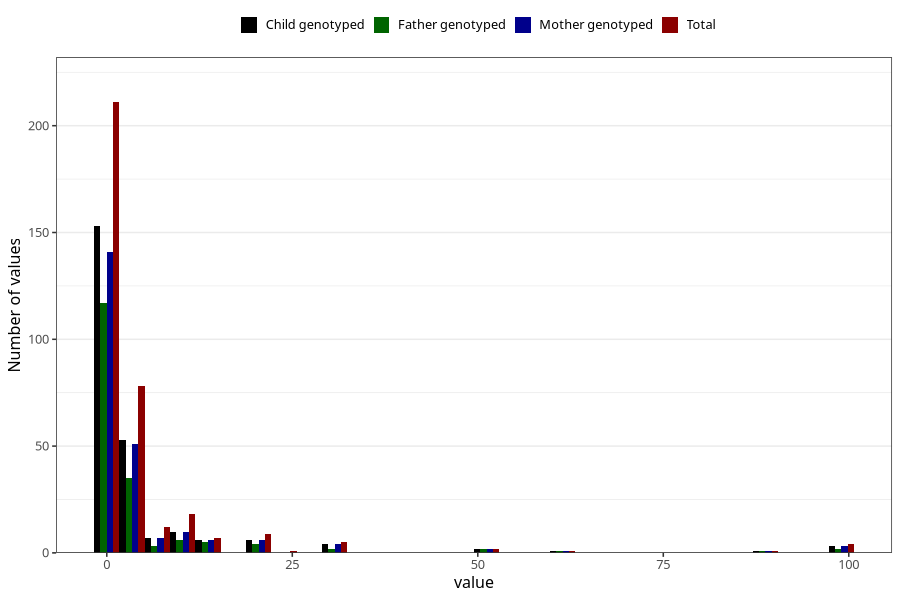 Child genotyped Father genotyped Mother genotyped Total
Number of values
200
150
100
50
0
0 25 50 75 100
value